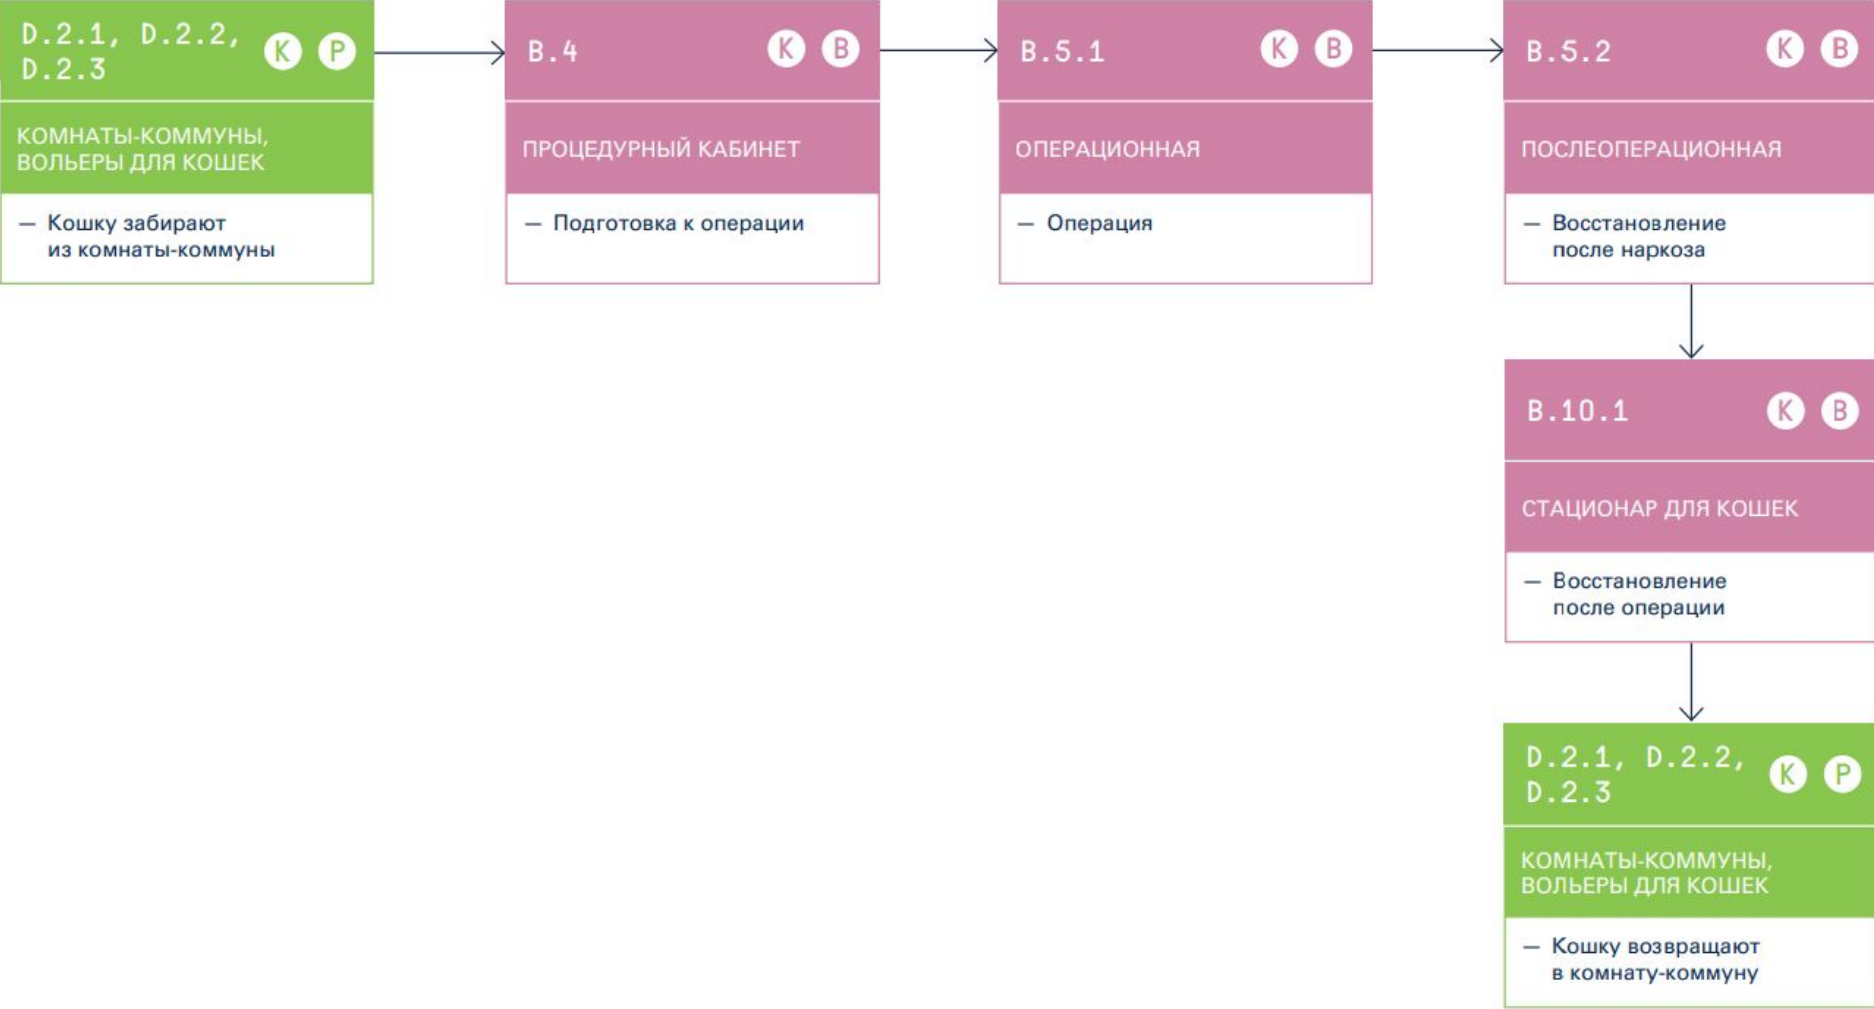 D.2.1, D.2.2,
D.2.3
К Р
КОМНАТЫ-КОММУНЫ,
ВОЛЬЕРЫ ДЛЯ КОШЕК
— Кошку забирают
из комнаты-коммуны
B.4 К В
ПРОЦЕДУРНЫЙ КАБИНЕТ
— Подготовка к операции
B.5.1 К В
ОПЕРАЦИОННАЯ
— Операция
B.5.2 К В
ПОСЛЕОПЕРАЦИОННАЯ
— Восстановление
после наркоза
B.10.1 К В
СТАЦИОНАР ДЛЯ КОШЕК
— Восстановление
после операции
D.2.1, D.2.2,
D.2.3
К Р
КОМНАТЫ-КОММУНЫ,
ВОЛЬЕРЫ ДЛЯ КОШЕК
— Кошку возвращают
в комнату-коммуну